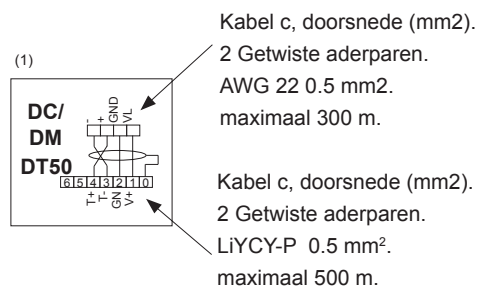 Kabel c, doorsnede (mm2).
2 Getwiste aderparen.
AWG 22 0.5 mm2.
maximaal 300 m.
(1)
DC/
DM
DT50
- + GND VL
6 5 4 3 2 1 0
T+ T- GN V+
Kabel c, doorsnede (mm2).
2 Getwiste aderparen.
LiYCY-P 0.5 mm².
maximaal 500 m.